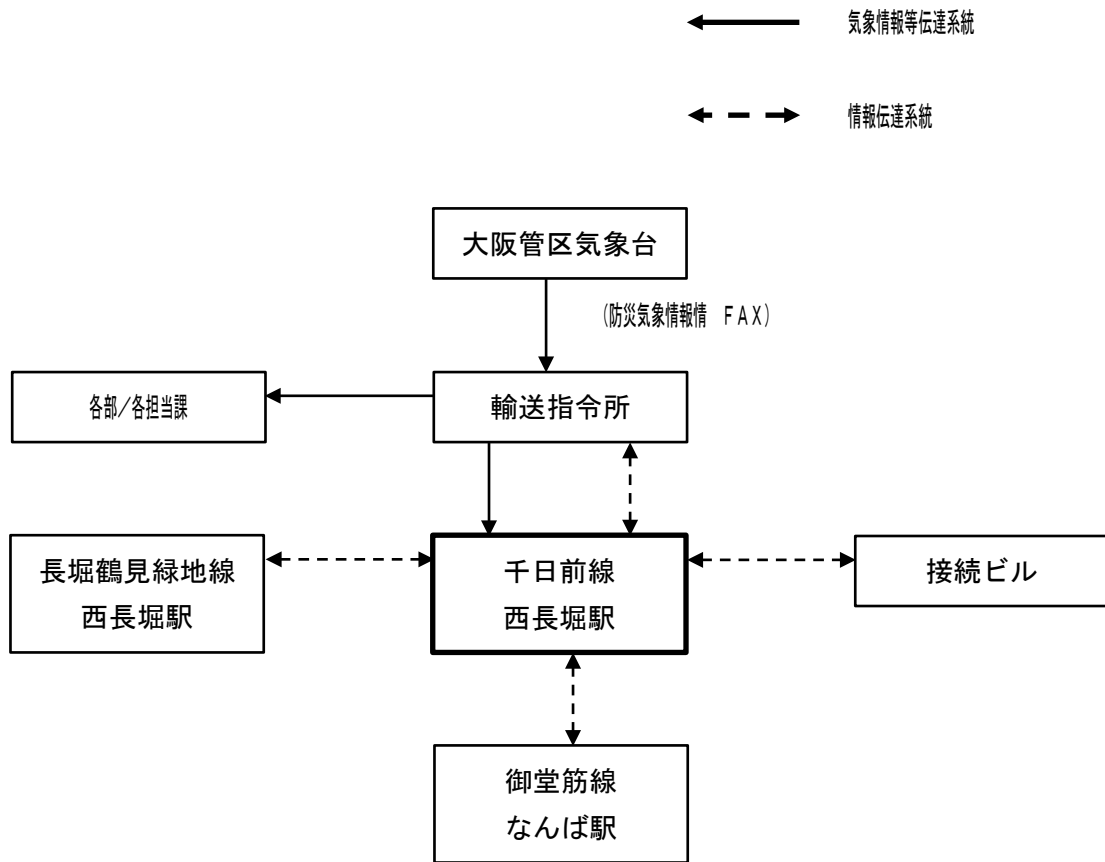 気象情報等伝達系統
情報伝達系統
大阪管区気象台
(防災気象情報情　ＦＡＸ)
各部／各担当課
輸送指令所
長堀鶴見緑地線
西長堀駅
千日前線
西長堀駅
接続ビル
御堂筋線
なんば駅